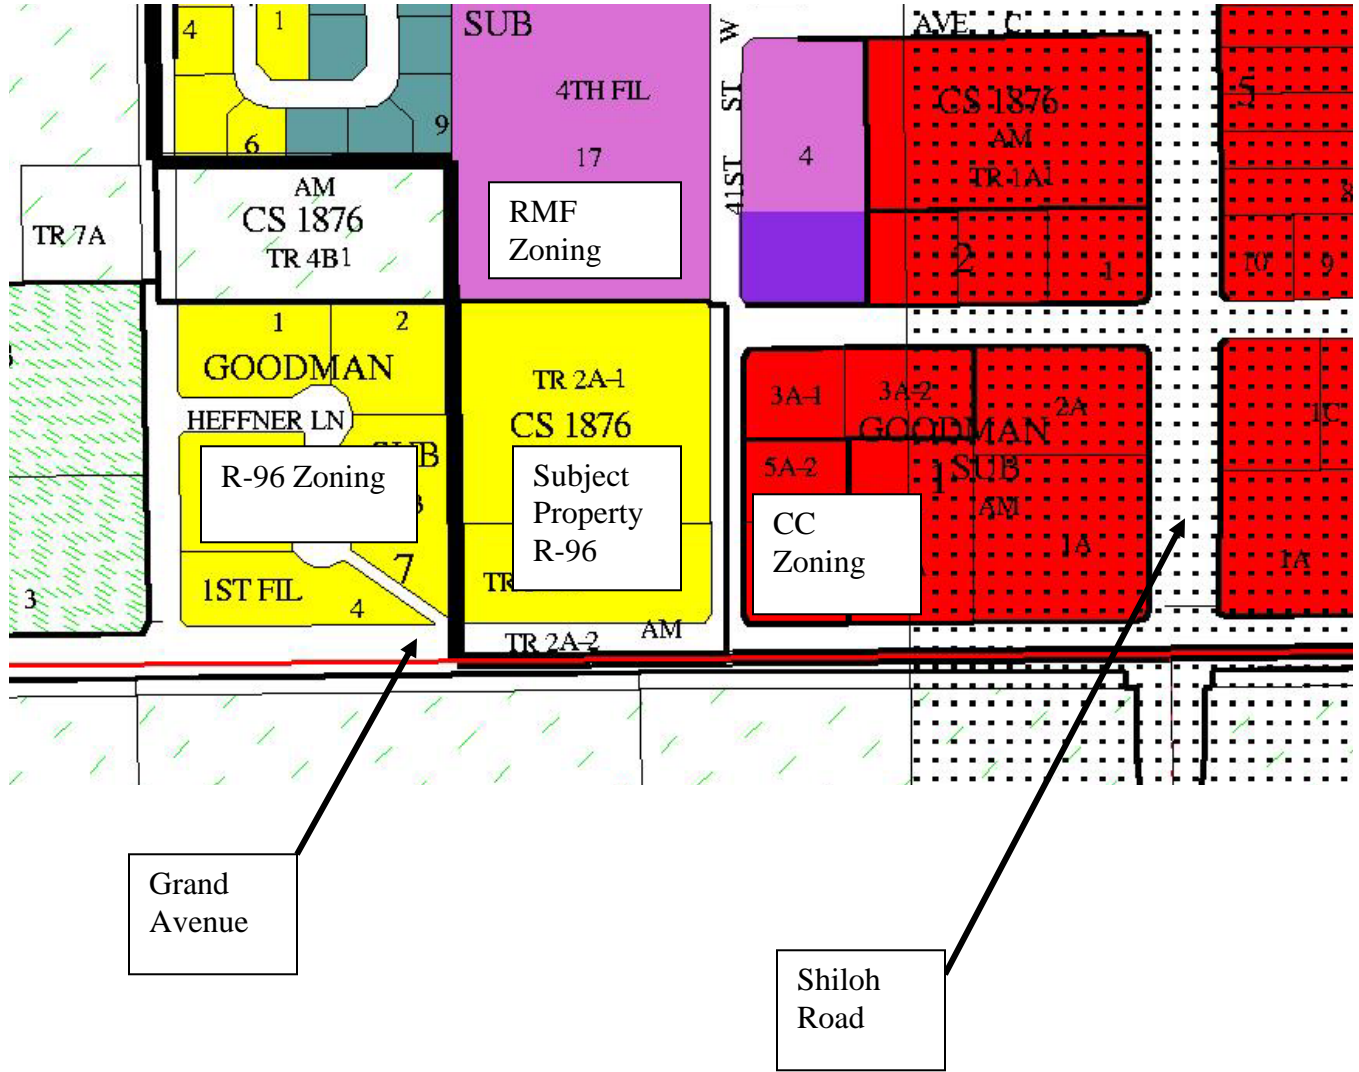 4
1
SUB
W
AVE C
4TH FIL
ST
CS 1876
5
6
9
17
41ST
4
AM
TR 1A1
AM
CS 1876
TR 4B1
TR 7A
RMF
Zoning
2
1
8
10
9
1
2
GOODMAN
HEFFNER LN
TR 2A-1
CS 1876
3A-1
3A-2
2A
1C
GOODMAN
SUB
1
AM
5A-2
SUB
R-96 Zoning
Subject
Property
R-96
CC
Zoning
1A
1A
3
7
1ST FIL
4
TR
3
TR 2A-2
AM
Grand
Avenue
Shiloh
Road